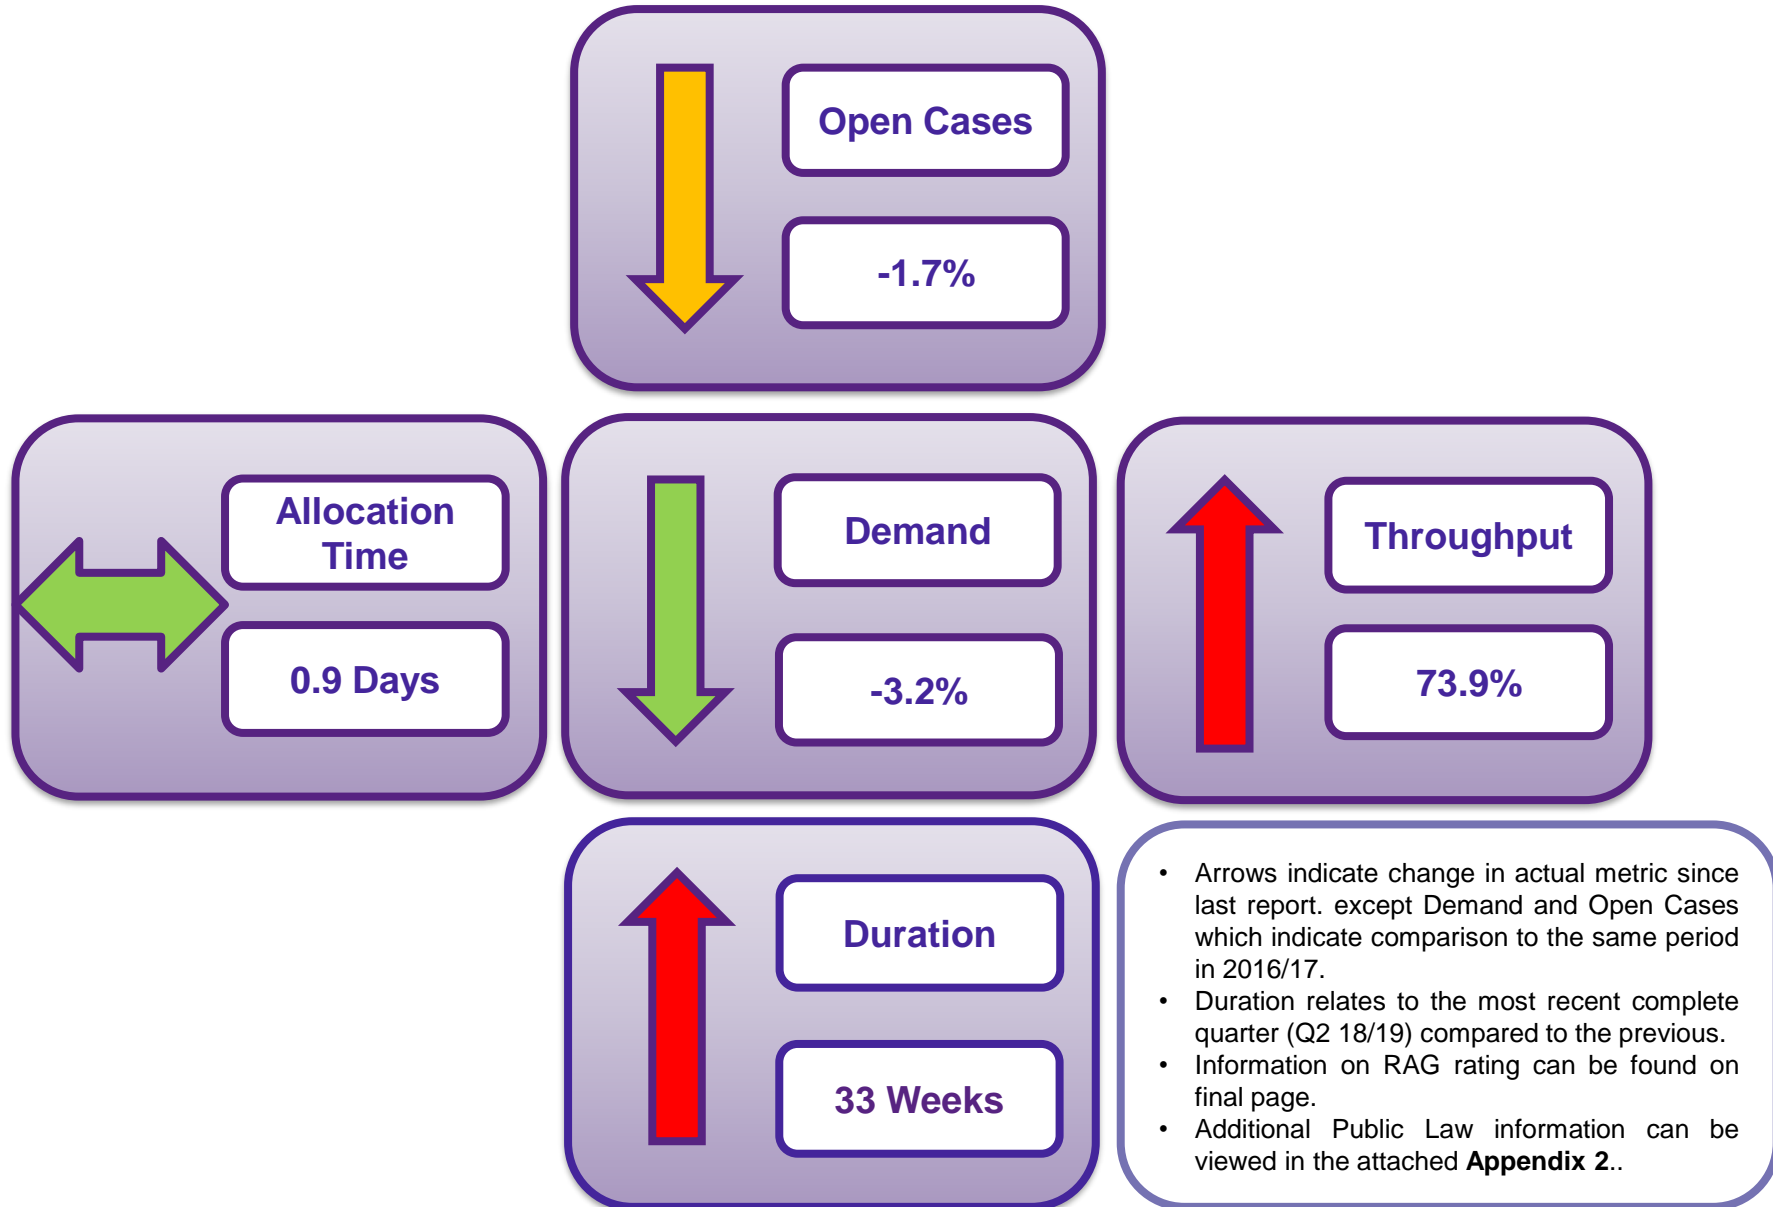 Open Cases
-1.7%
Allocation
Time
0.9 Days
Demand
-3.2%
Throughput
73.9%
Duration
33 Weeks
• Arrows indicate change in actual metric since
last report. except Demand and Open Cases
which indicate comparison to the same period
in 2016/17.
• Duration relates to the most recent complete
quarter (Q2 18/19) compared to the previous.
• Information on RAG rating can be found on
final page.
• Additional Public Law information can be
viewed in the attached Appendix 2..